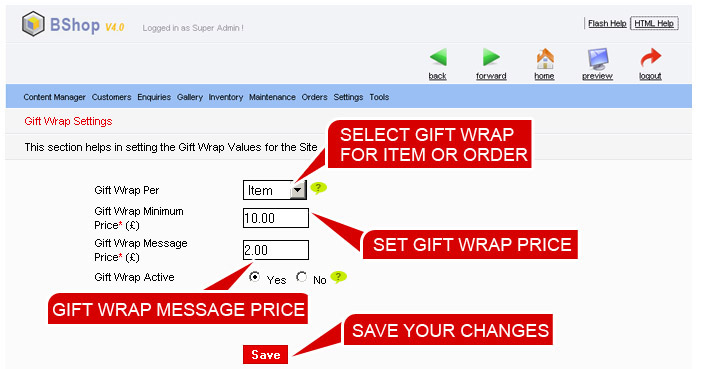 BShop V4.0
Logged in as Super Admin !
Flash Help
HTML Help
back
forward
home
preview
logout
Content Manager Customers Enquiries Gallery Inventory Maintenance Orders Settings Tools
Gift Wrap Settings
This section helps in setting the Gift Wrap Values for the Site
SELECT GIFT WRAP
FOR ITEM OR ORDER
Gift Wrap Per
Item
?
Gift Wrap Minimum
Price* (£)
10.00
SET GIFT WRAP PRICE
Gift Wrap Message
Price* (£)
2.00
Gift Wrap Active
Yes No ?
GIFT WRAP MESSAGE PRICE
SAVE YOUR CHANGES
Save